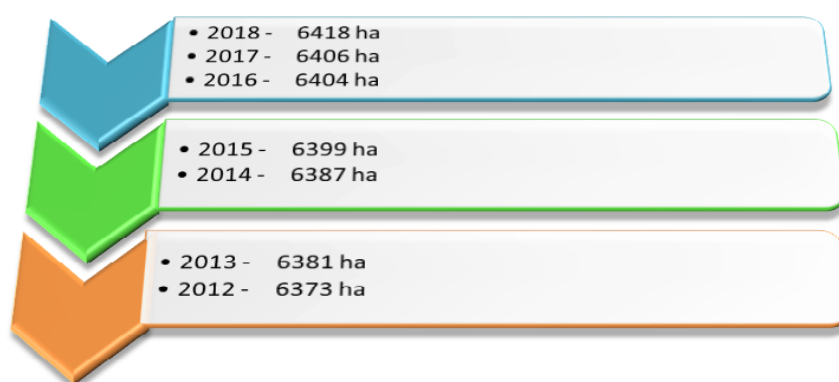 • 2018 - 6418 ha
• 2017 - 6406 ha
• 2016 - 6404 ha
• 2015 - 6399 ha
• 2014 - 6387 ha
• 2013 - 6381 ha
• 2012 - 6373 ha